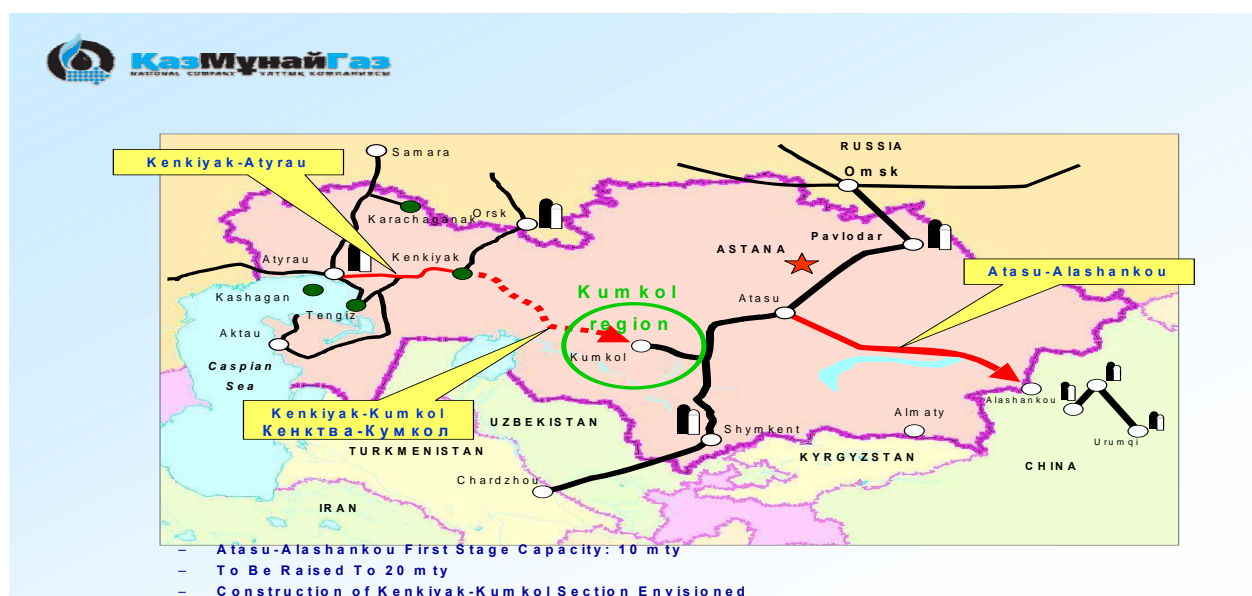 ҚазМұнайГаз
NATIONAL COMPANY ҰЛТТЫҚ КОМПАНИЯСЫ
Kenkiyak-Atyrau
Samara
RUSSIA
Omsk
Karachaganak
Orsk
Pavlodar
ASTANA
Atyrau
Kenkiyak
Atasu-Alashankou
Kashagan
Kumkol
region
Atasu
Tengiz
Aktau
Kumkol
Caspian
Sea
Alashankou
Kenkiyak-Kumkol
Кенктва-Кумкол
UZBEKISTAN
Almaty
Shymkent
Urumqi
TURKMENISTAN
KYRGYZSTAN
CHINA
Chardzhou
IRAN
– Atasu-Alashankou First Stage Capacity: 10 mty
– To Be Raised To 20 mty
– Construction of Kenkiyak-Kumkol Section Envisioned